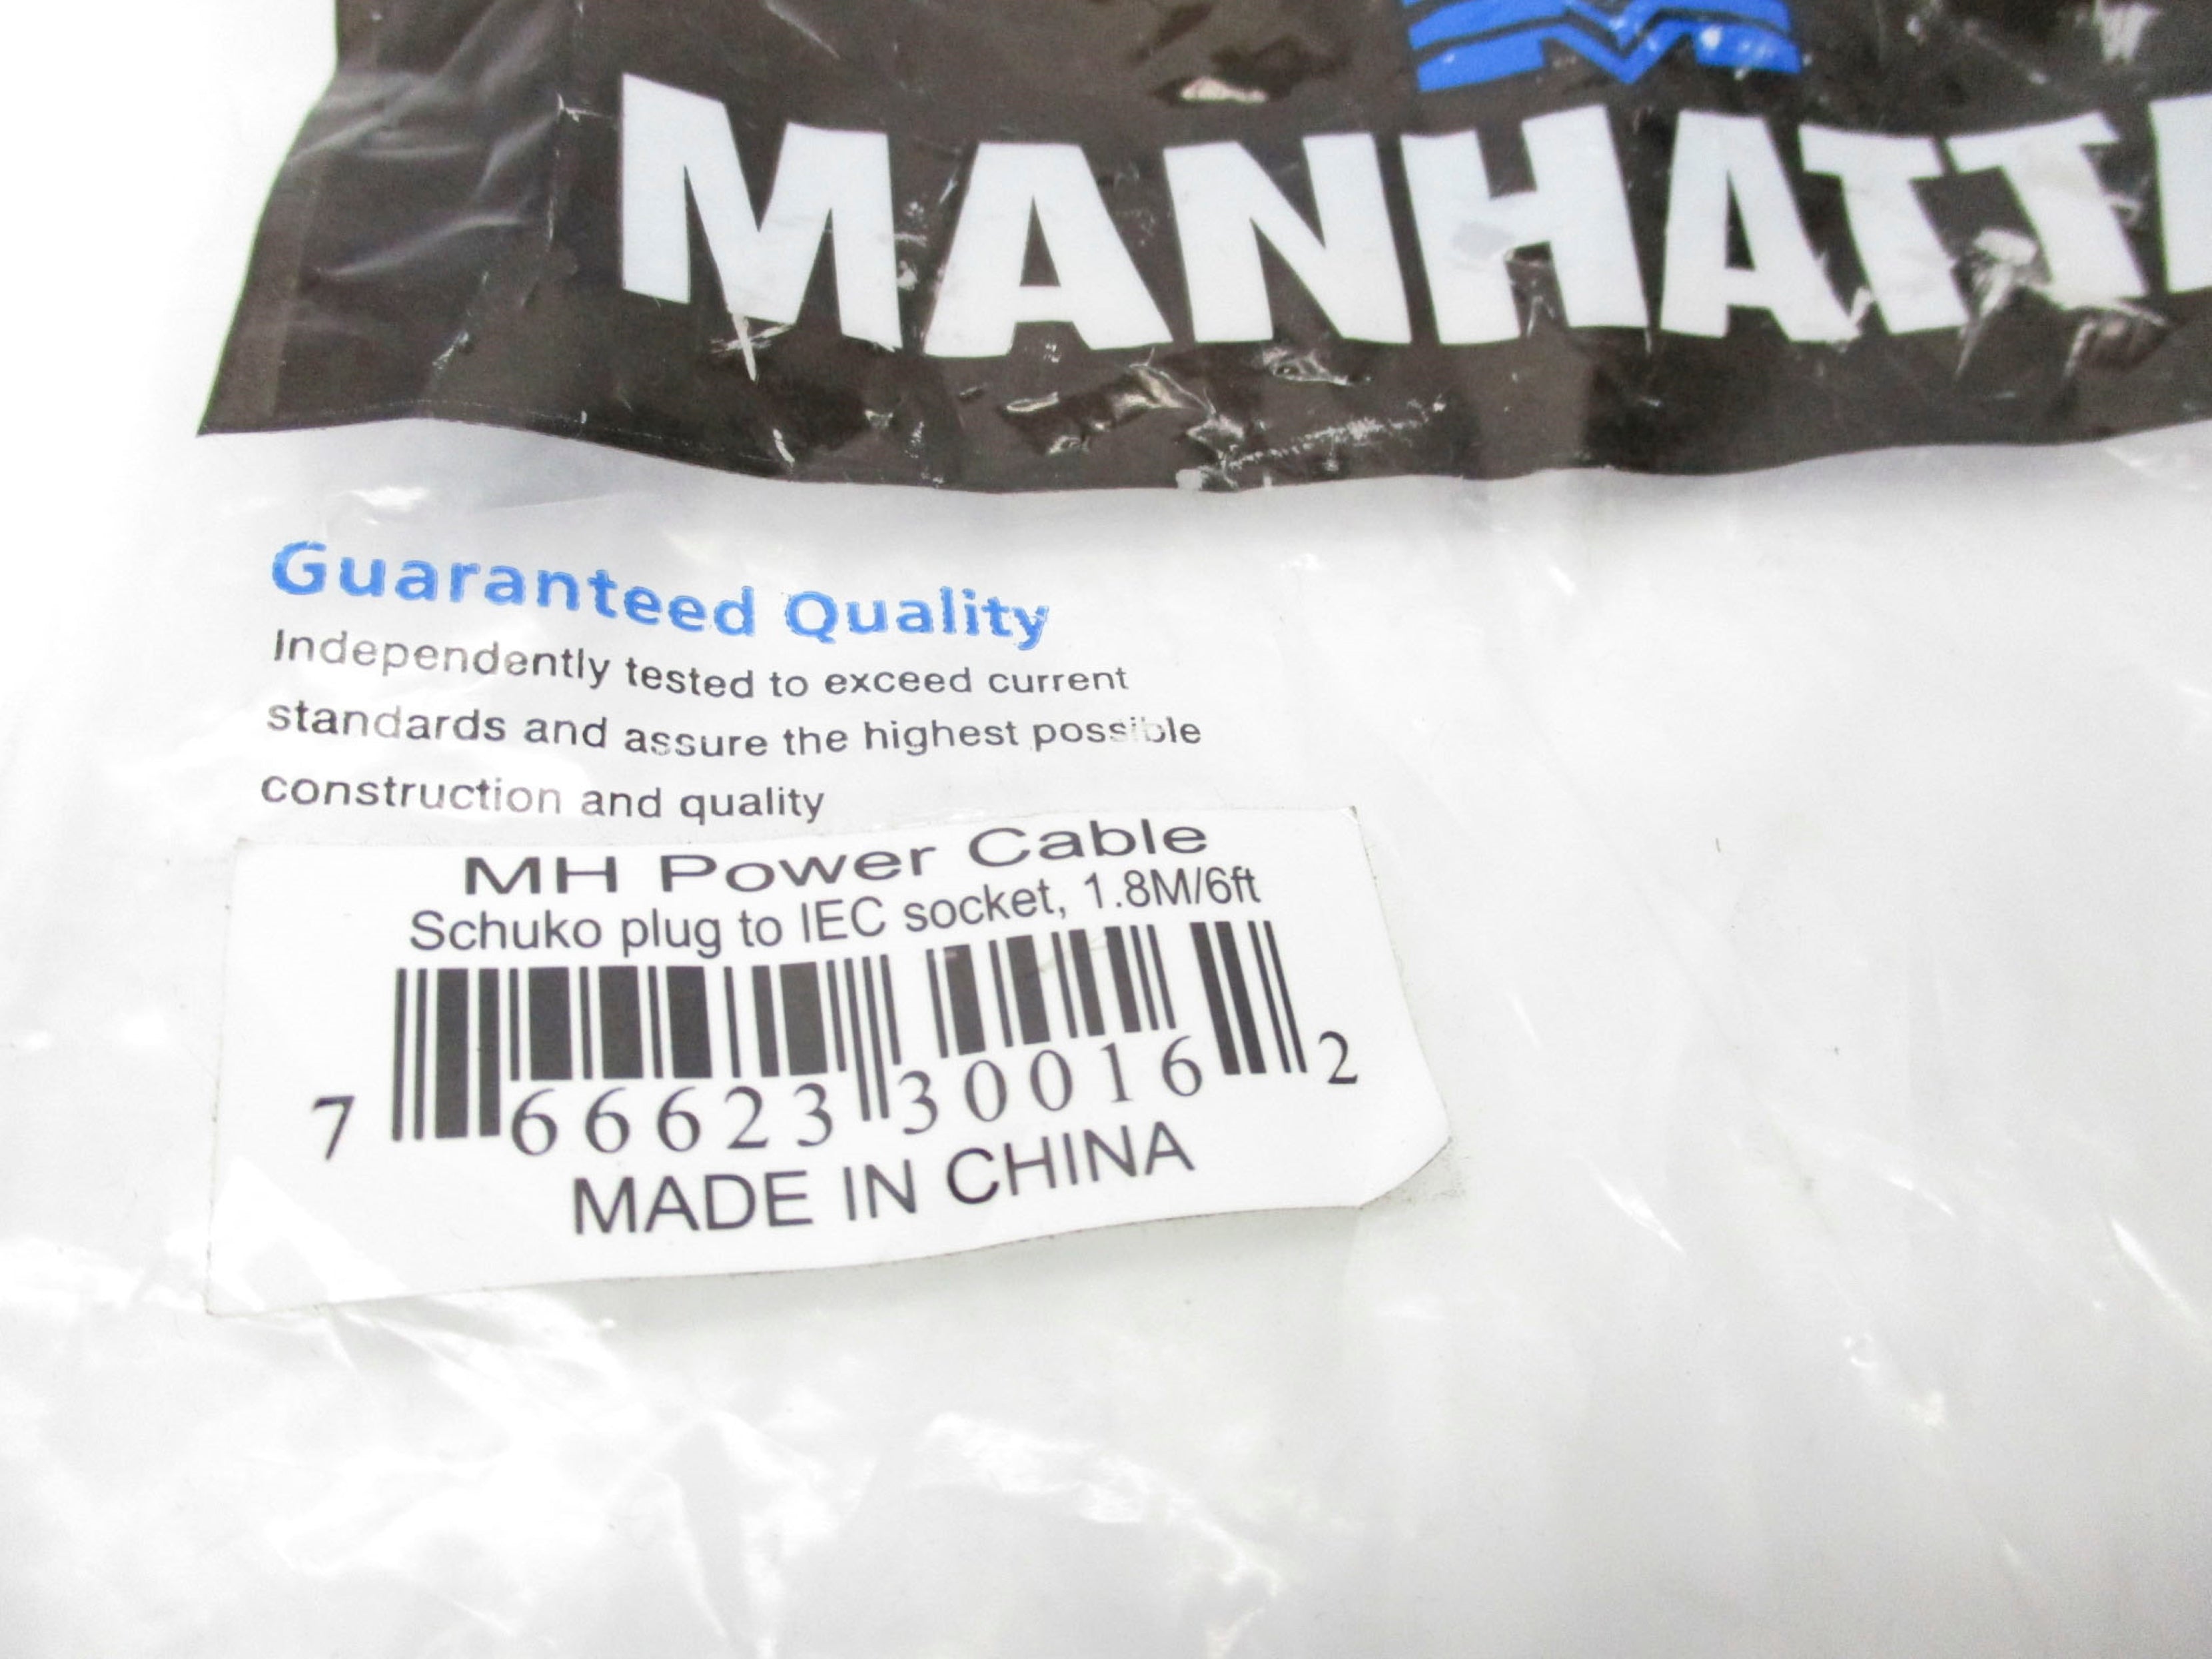 MANHATT
Guaranteed Quality
Independently tested to exceed current
standards and assure the highest possible
construction and quality
MH Power Cable
Schuko plug to IEC socket, 1.8M/6ft
7 66623 30016 2
MADE IN CHINA